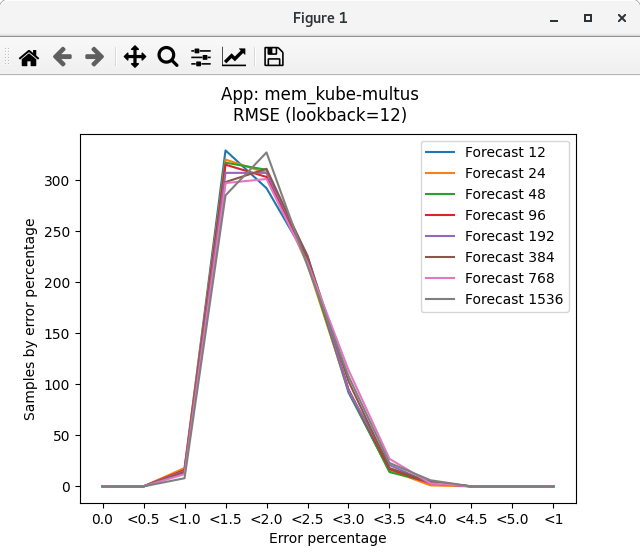 Figure 1
App: mem_kube-multus
RMSE (lookback=12)
Samples by error percentage
300
250
200
150
100
50
0
Forecast 12
Forecast 24
Forecast 48
Forecast 96
Forecast 192
Forecast 384
Forecast 768
Forecast 1536
0.0 <0.5 <1.0 <1.5 <2.0 <2.5 <3.0 <3.5 <4.0 <4.5 <5.0 <1
Error percentage